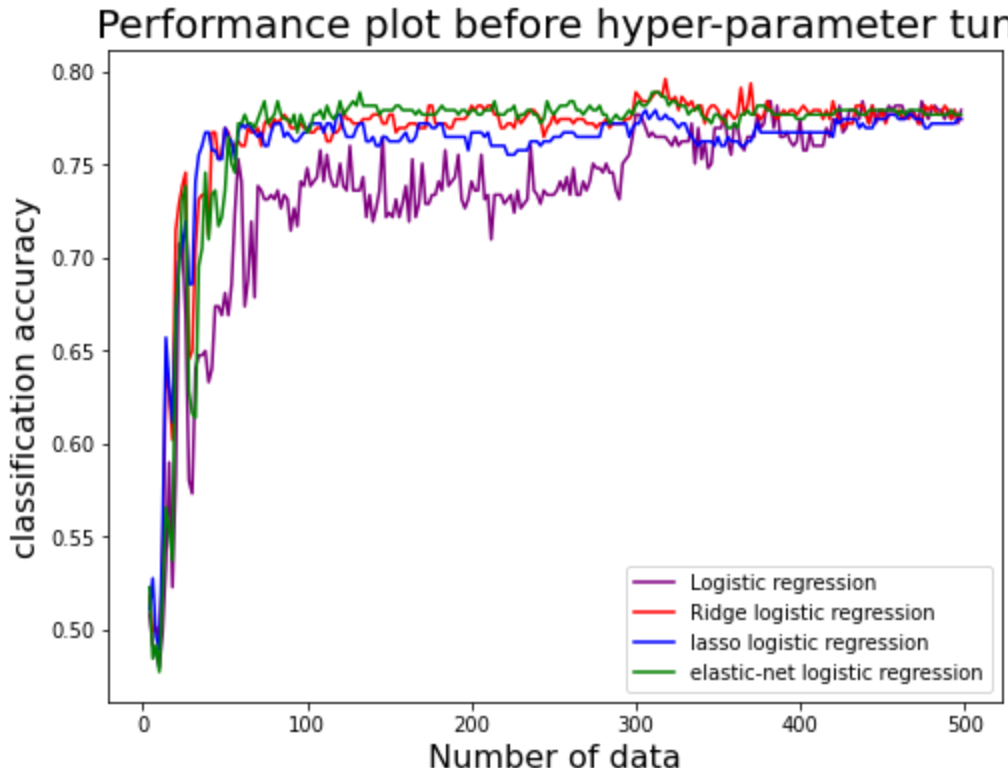 Performance plot before hyper-parameter tun
0.80
0.75
0.70
0.65
0.60
0.55
0.50
classification accuracy
Logistic regression
Ridge logistic regression
lasso logistic regression
elastic-net logistic regression
0 100 200 300 400 500
Number of data